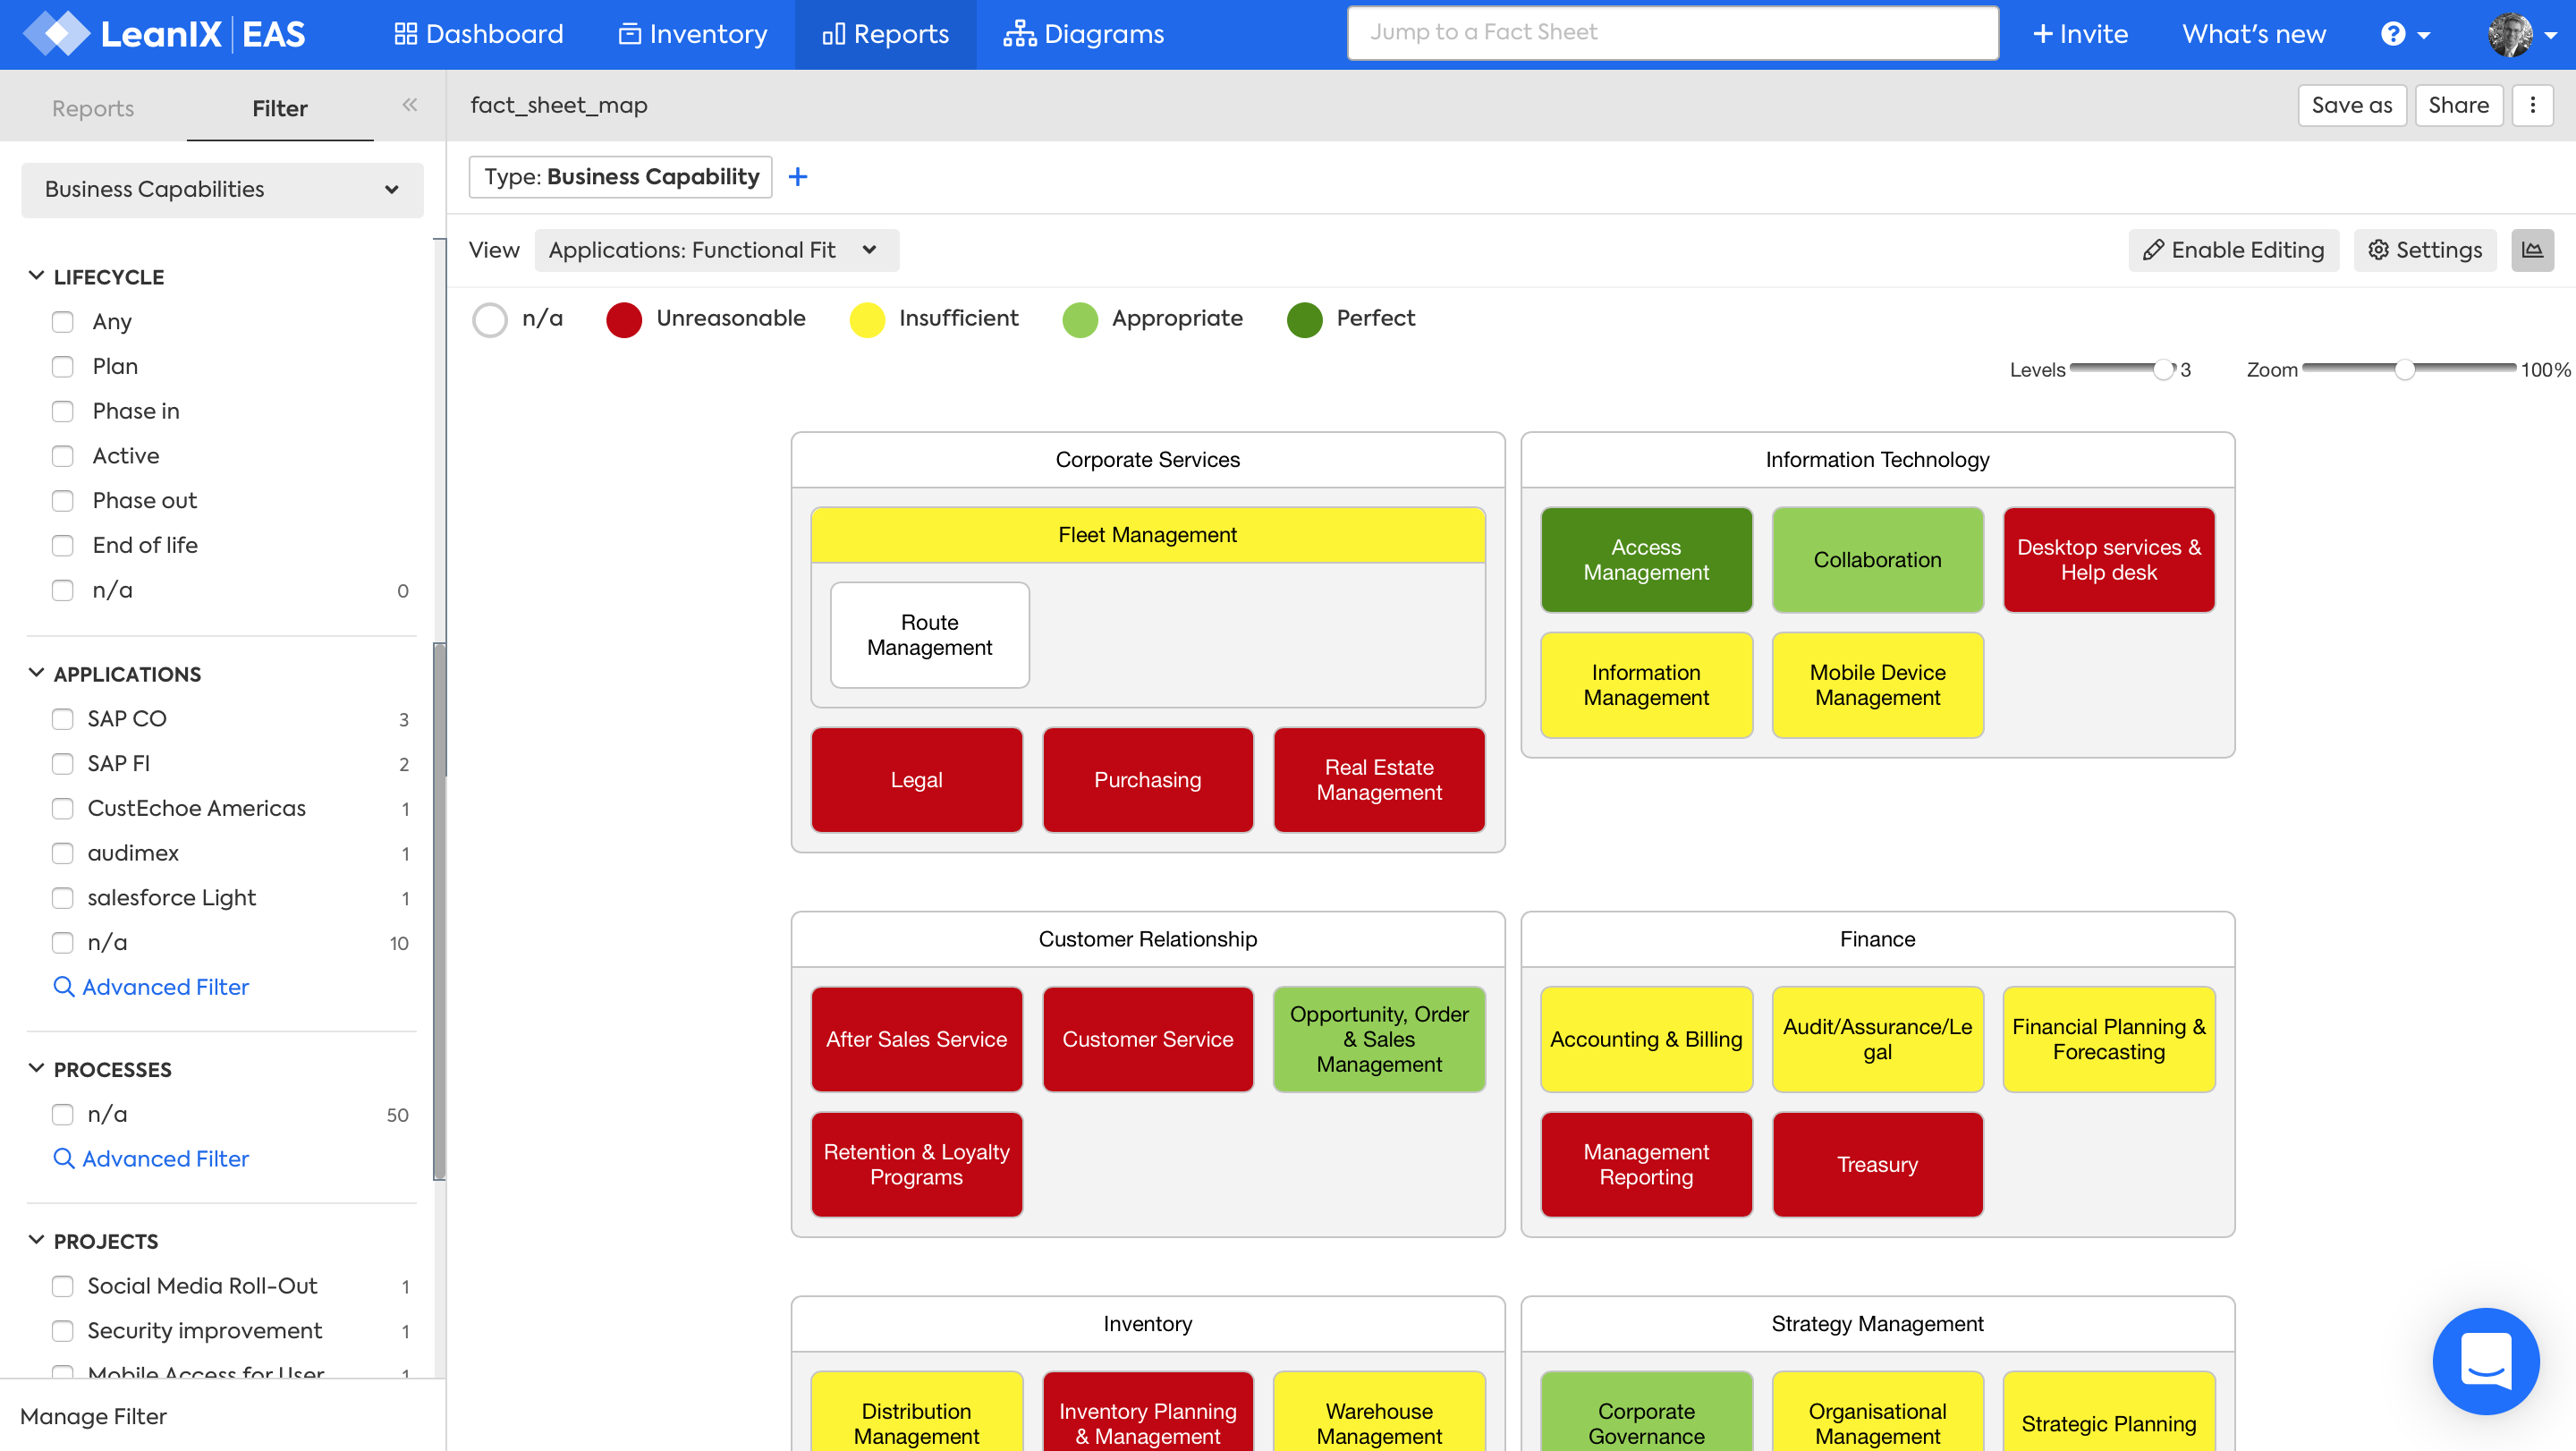 LeanIX EAS
Dashboard
Inventory
Reports
Diagrams
Jump to a Fact Sheet
Invite
What's new
Reports
Filter
fact_sheet_map
Save as
Share
Business Capabilities
Type: Business Capability
View
Applications: Functional Fit
Enable Editing
Settings
n/a
Unreasonable
Insufficient
Appropriate
Perfect
Levels
3
Zoom
100%
LIFECYCLE
Any
Plan
Phase in
Active
Phase out
End of life
n/a 0
APPLICATIONS
SAP CO 3
SAP FI 2
CustEchoe Americas 1
audimex 1
salesforce Light 1
n/a 10
Advanced Filter
PROCESSES
n/a 50
Advanced Filter
PROJECTS
Social Media Roll-Out 1
Security improvement 1
Mobile Access for User 1
Manage Filter
Corporate Services
Fleet Management
Route
Management
Legal
Purchasing
Real Estate
Management
Information Technology
Access
Management
Collaboration
Desktop services &
Help desk
Information
Management
Mobile Device
Management
Customer Relationship
After Sales Service
Customer Service
Opportunity, Order
& Sales
Management
Retention & Loyalty
Programs
Finance
Accounting & Billing
Audit/Assurance/Le
gal
Financial Planning &
Forecasting
Management
Reporting
Treasury
Inventory
Distribution
Management
Inventory Planning
& Management
Warehouse
Management
Strategy Management
Corporate
Governance
Organisational
Management
Strategic Planning